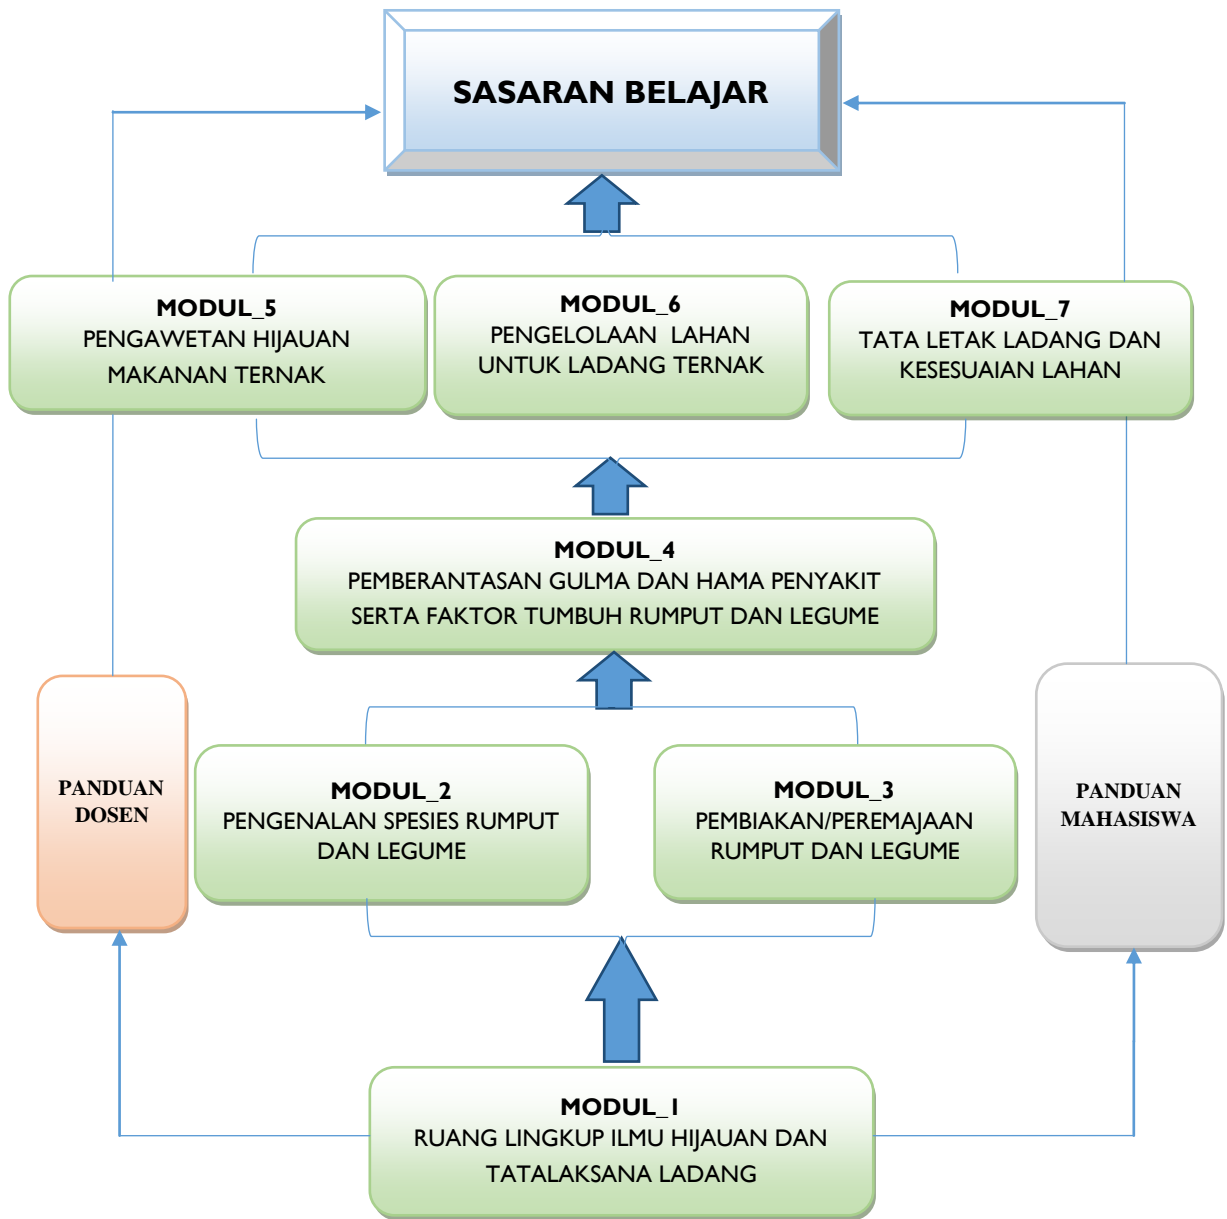 SASARAN BELAJAR
MODUL_5
PENGAWETAN HIJAUAN
MAKANAN TERNAK
MODUL_6
PENGELOLAAN LAHAN
UNTUK LADANG TERNAK
MODUL_7
TATA LETAK LADANG DAN
KESESUAIAN LAHAN
MODUL_4
PEMBERANTASAN GULMA DAN HAMA PENYAKIT
SERTA FAKTOR TUMBUH RUMPUT DAN LEGUME
PANDUAN
DOSEN
MODUL_2
PENGENALAN SPESIES RUMPUT
DAN LEGUME
MODUL_3
PEMBIAKAN/PEREMAJAAN
RUMPUT DAN LEGUME
PANDUAN
MAHASISWA
MODUL_1
RUANG LINGKUP ILMU HIJAUAN DAN
TATALAKSANA LADANG